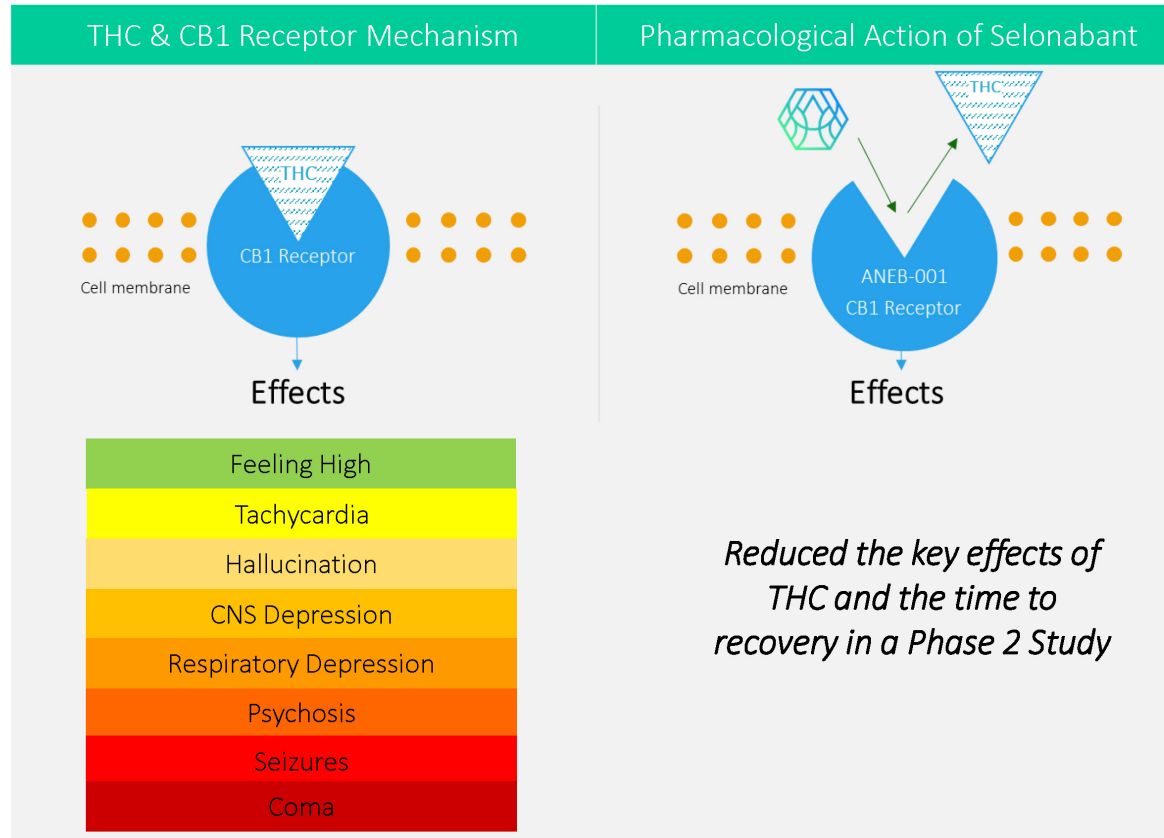 THC & CB1 Receptor Mechanism
Pharmacological Action of Selonabant
THC
CB1 Receptor
Cell membrane
Effects
Feeling High
Tachycardia
Hallucination
CNS Depression
Respiratory Depression
Psychosis
Seizures
Coma
THC
ANEB-001
CB1 Receptor
Cell membrane
Effects
Reduced the key effects of
THC and the time to
recovery in a Phase 2 Study